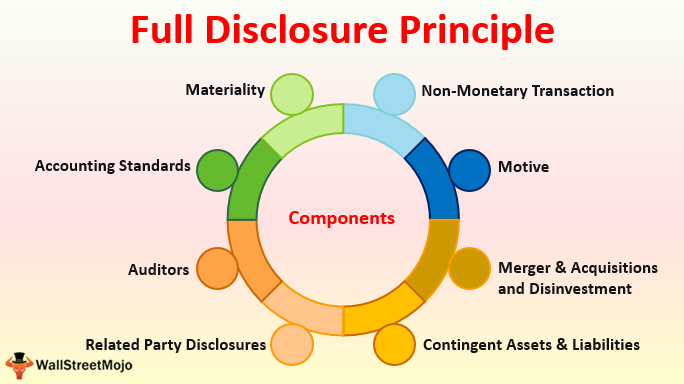 Full Disclosure Principle
Materiality
Non-Monetary Transaction
Accounting Standards
Motive
Components
Auditors
Merger & Acquisitions
and Disinvestment
Related Party Disclosures
Contingent Assets & Liabilities
WallStreetMojo